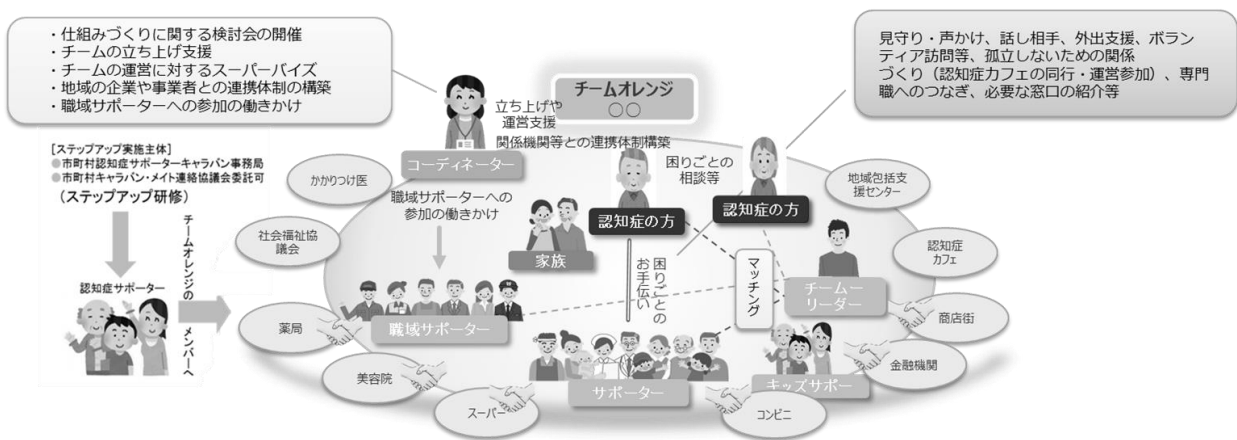 ・仕組みづくりに関する検討会の開催
・チームの立ち上げ支援
・チームの運営に対するスーパーバイズ
・地域の企業や事業者との連携体制の構築
・職域サポーターへの参加の働きかけ
見守り・声かけ、話し相手、外出支援、ボラン
ティア訪問等、孤立しないための関係
づくり（認知症カフェの同行・運営参加）、専門
職へのつなぎ、必要な窓口の紹介等
チームオレンジ
○○
立ち上げや
運営支援
関係機関等との連携体制構築
コーディネーター
困りごとの
相談等
[ステップアップ実施主体]
●市町村認知症サポーターキャラバン事務局
●市町村キャラバン・メイト連絡協議会委託可
（ステップアップ研修）
チームオレンジの
メンバーへ
認知症サポーター
かかりつけ医
社会福祉協
議会
薬局
美容院
スーパー
コンビニ
金融機関
商店街
認知症
カフェ
地域包括支
援センター
職域サポーターへの
参加の働きかけ
認知症の方
認知症の方
家族
困りごとの
お手伝い
マッチング
チームー
リーダー
職域サポーター
サポーター
キッズサポー